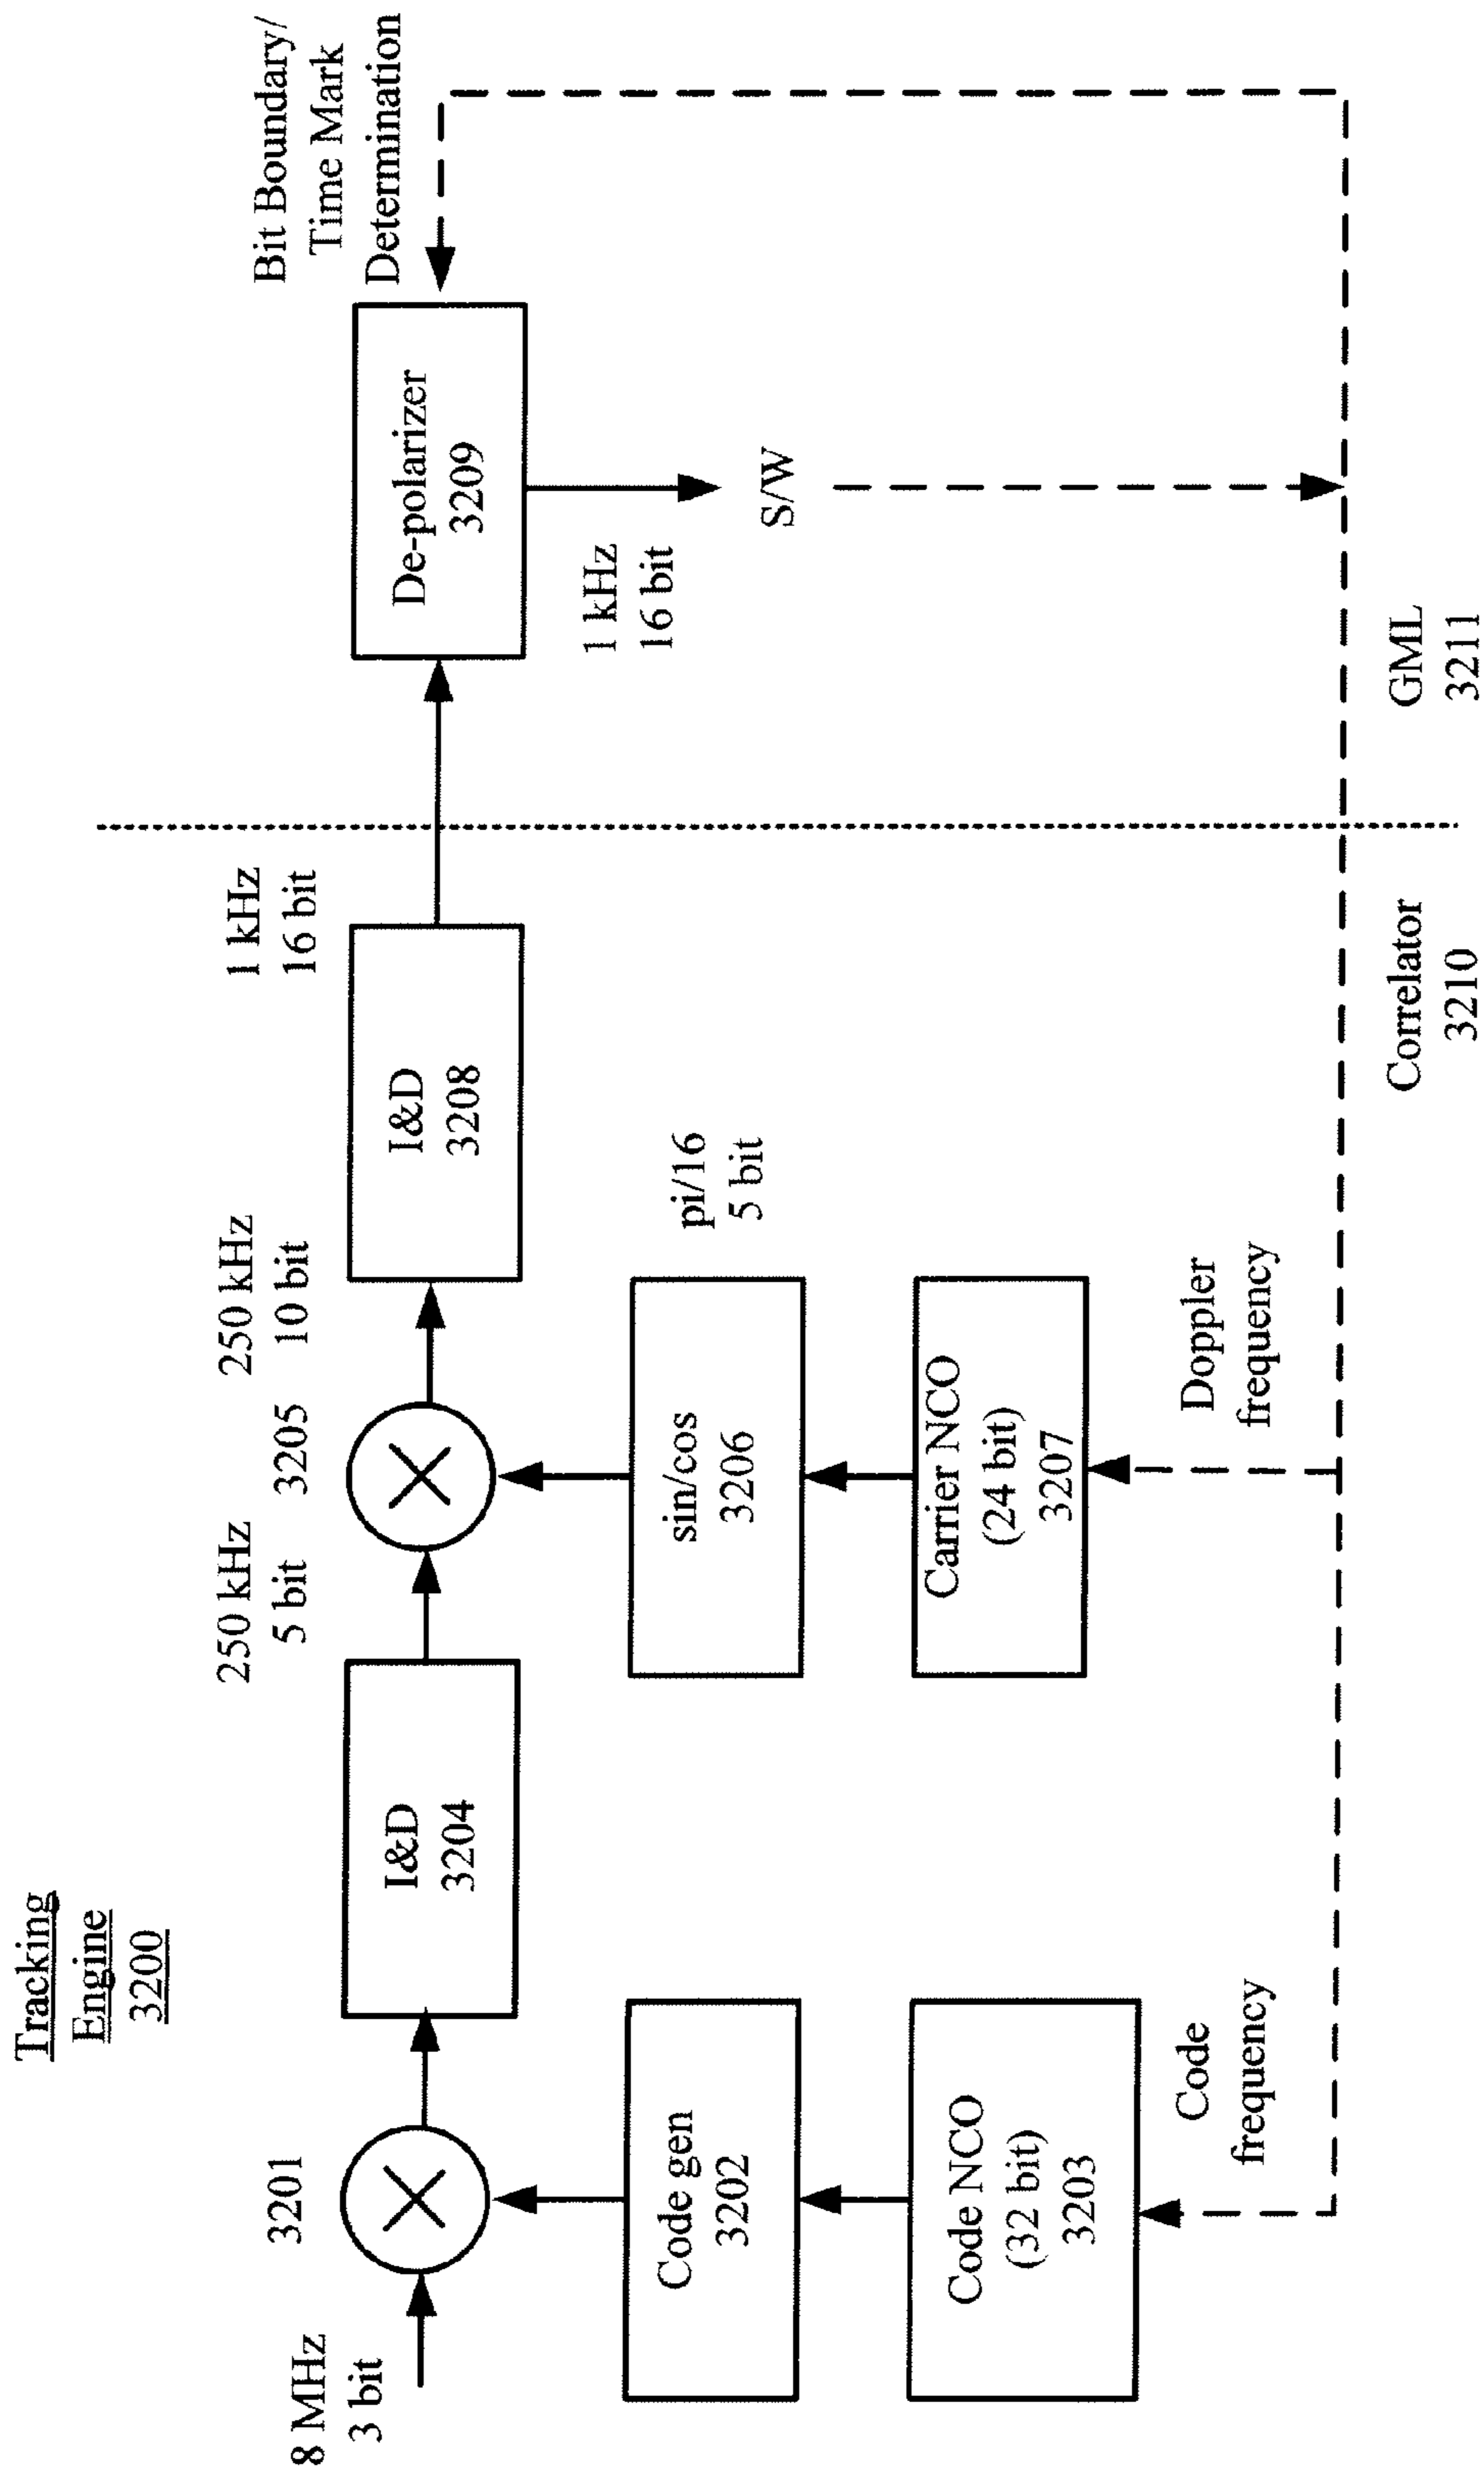 Tracking
Engine
3200
8 MHz
3 bit
3201
Code gen
3202
Code NCO
(32 bit)
3203
Code
frequency
I&D
3204
250 kHz
5 bit
3205
sin/cos
3206
pi/16
5 bit
Carrier NCO
(24 bit)
3207
Doppler
frequency
250 kHz
10 bit
I&D
3208
1 kHz
16 bit
Correlator
3210
De-polarizer
3209
1 kHz
16 bit
S/W
Bit Boundary/
Time Mark
Determination
GML
3211